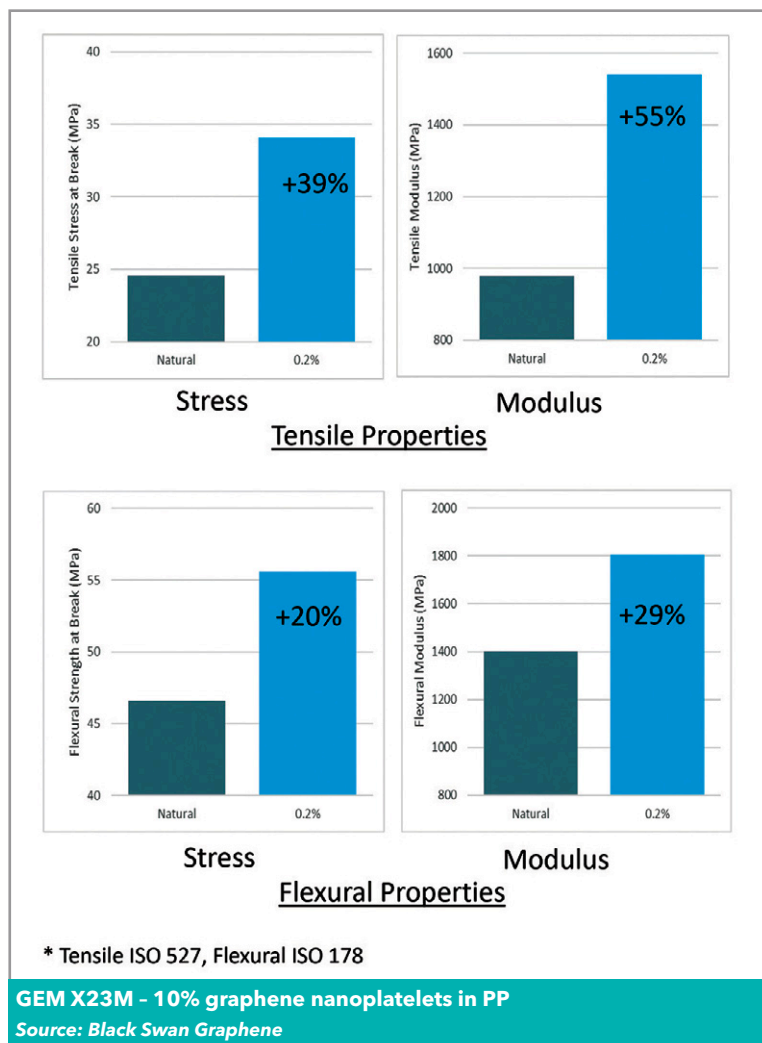 40
35
30
25
20
Tensile Stress at Break (MPa)
+39%
Natural
0.2%
Stress
1600
1400
1200
1000
800
Tensile Modulus (MPa)
+55%
Natural
0.2%
Modulus
Tensile Properties
60
55
50
45
40
Flexural Strength at Break (MPa)
+20%
Natural
0.2%
Stress
2000
1800
1600
1400
1200
1000
800
Flexural Modulus (MPa)
+29%
Natural
0.2%
Modulus
Flexural Properties
* Tensile ISO 527, Flexural ISO 178
GEM X23M – 10% graphene nanoplatelets in PP
Source: Black Swan Graphene